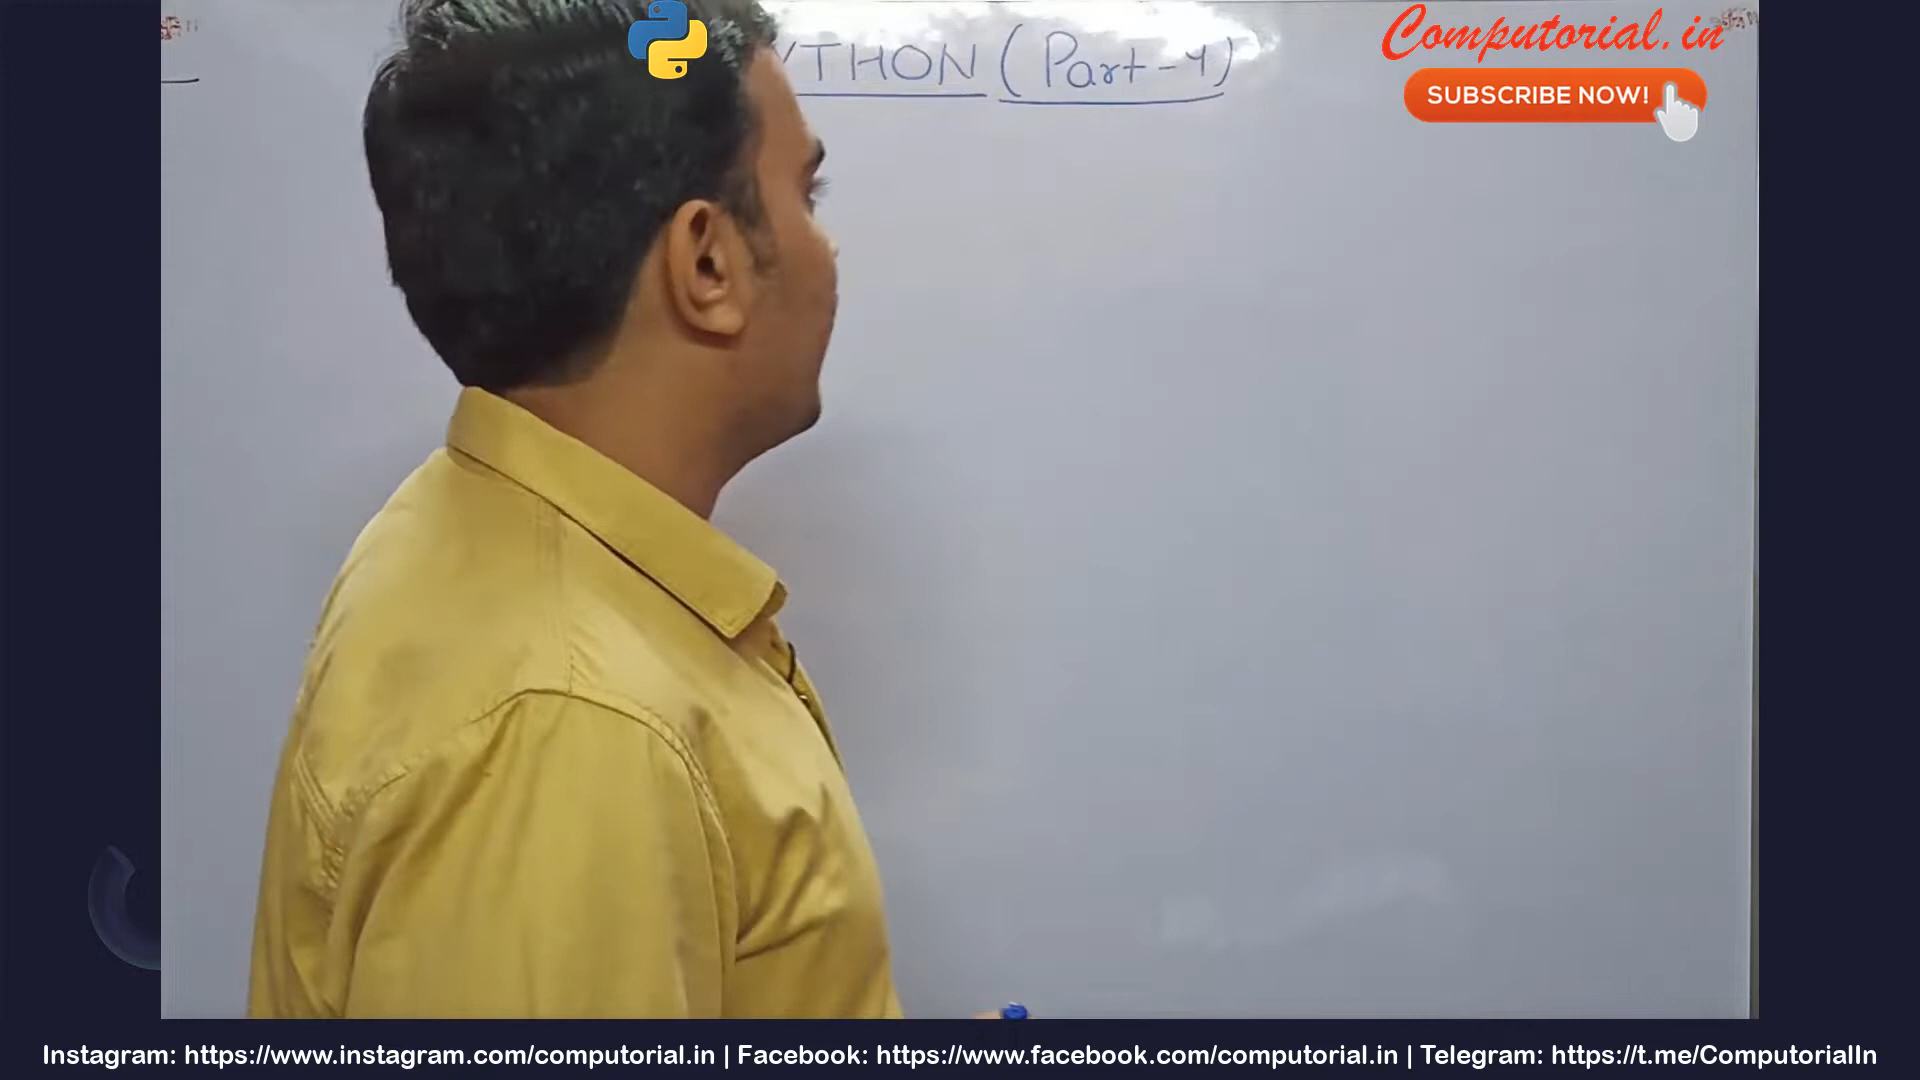 YTHON (Part-4)
Computorial.in
SUBSCRIBE NOW!
Instagram: https://www.instagram.com/computorial.in | Facebook: https://www.facebook.com/computorial.in | Telegram: https://t.me/ComputorialIn